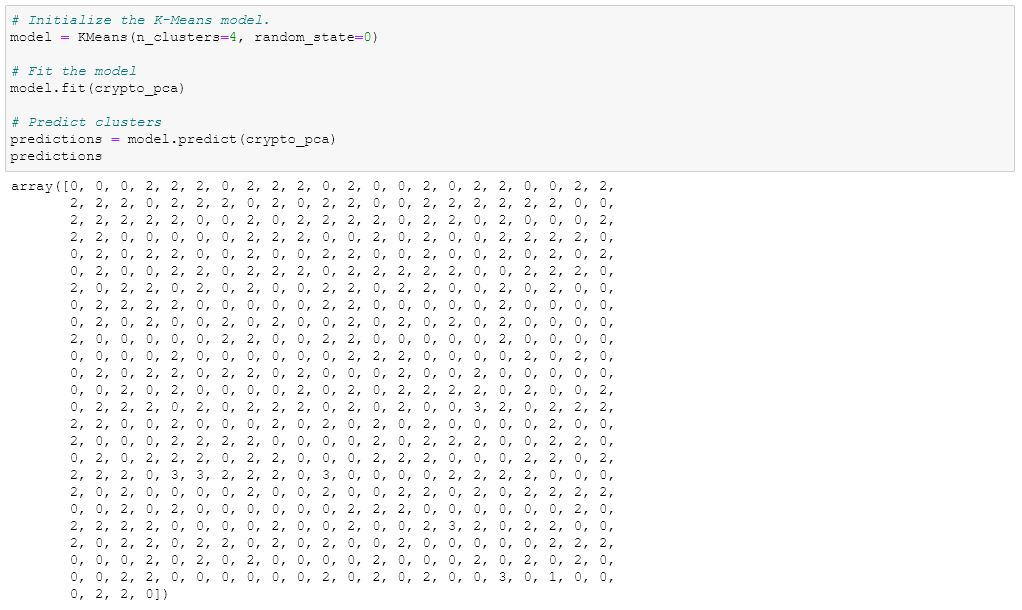 # Initialize the K-Means model.
model = KMeans(n_clusters=4, random_state=0)
# Fit the model
model.fit(crypto_pca)
# Predict clusters
predictions = model.predict(crypto_pca)
predictions
array([0, 0, 0, 2, 2, 2, 0, 2, 2, 2, 0, 2, 0, 0, 2, 0, 2, 2, 0, 0, 2, 2,
2, 2, 2, 0, 2, 2, 2, 0, 2, 0, 2, 2, 0, 0, 2, 2, 2, 2, 2, 2, 0, 0,
2, 2, 2, 2, 2, 0, 0, 2, 0, 2, 2, 2, 2, 0, 2, 2, 0, 2, 0, 0, 0, 2,
2, 2, 0, 0, 0, 0, 0, 2, 2, 2, 0, 0, 2, 0, 2, 0, 0, 2, 2, 2, 2, 0,
0, 2, 0, 2, 2, 0, 0, 2, 0, 0, 2, 2, 0, 0, 2, 0, 0, 2, 0, 2, 0, 2,
0, 2, 0, 0, 2, 2, 0, 2, 2, 2, 0, 2, 2, 2, 2, 2, 0, 0, 2, 2, 2, 0,
2, 0, 2, 2, 0, 2, 0, 2, 0, 0, 2, 2, 0, 2, 2, 0, 0, 2, 0, 2, 0, 0,
0, 2, 2, 2, 2, 0, 0, 0, 0, 0, 2, 2, 0, 0, 0, 0, 0, 2, 0, 0, 0, 0,
0, 2, 0, 2, 0, 0, 2, 0, 2, 0, 0, 2, 0, 2, 0, 2, 0, 2, 0, 0, 0, 0,
2, 0, 0, 0, 0, 0, 2, 2, 0, 0, 2, 2, 0, 0, 0, 0, 0, 2, 0, 0, 0, 0,
0, 0, 0, 0, 2, 0, 0, 0, 0, 0, 0, 2, 2, 2, 0, 0, 0, 0, 2, 0, 2, 0,
0, 2, 0, 2, 2, 0, 2, 2, 0, 2, 0, 0, 0, 2, 0, 0, 2, 0, 0, 0, 0, 0,
0, 0, 2, 0, 2, 0, 0, 0, 0, 2, 0, 2, 0, 2, 2, 2, 2, 0, 2, 0, 0, 2,
0, 2, 2, 2, 0, 2, 0, 2, 2, 2, 0, 2, 0, 2, 0, 0, 3, 2, 0, 2, 2, 2,
2, 2, 0, 0, 2, 0, 0, 0, 2, 0, 2, 0, 2, 0, 2, 0, 0, 0, 0, 2, 0, 0,
2, 0, 0, 0, 2, 2, 2, 2, 0, 0, 0, 0, 2, 0, 2, 2, 2, 0, 0, 2, 2, 0,
0, 2, 0, 2, 2, 2, 0, 2, 2, 0, 0, 0, 2, 2, 2, 0, 0, 0, 2, 2, 0, 2,
2, 2, 2, 0, 3, 3, 2, 2, 2, 0, 3, 0, 0, 0, 0, 2, 2, 2, 2, 0, 0, 0,
2, 0, 2, 0, 0, 0, 0, 2, 0, 0, 2, 0, 0, 2, 2, 0, 2, 0, 2, 2, 2, 2,
0, 0, 2, 0, 2, 0, 0, 0, 0, 0, 0, 2, 2, 2, 0, 0, 0, 0, 0, 0, 2, 0,
2, 2, 2, 2, 0, 0, 0, 0, 2, 0, 0, 2, 0, 0, 2, 3, 2, 0, 2, 2, 0, 0,
2, 0, 2, 2, 0, 2, 2, 0, 2, 0, 2, 0, 0, 2, 0, 0, 0, 0, 0, 2, 2, 2,
0, 0, 0, 2, 0, 2, 0, 2, 0, 0, 0, 0, 2, 0, 0, 0, 2, 0, 2, 0, 2, 0,
0, 0, 2, 2, 0, 0, 0, 0, 0, 0, 2, 0, 2, 0, 2, 0, 0, 3, 0, 1, 0, 0,
0, 2, 2, 0])